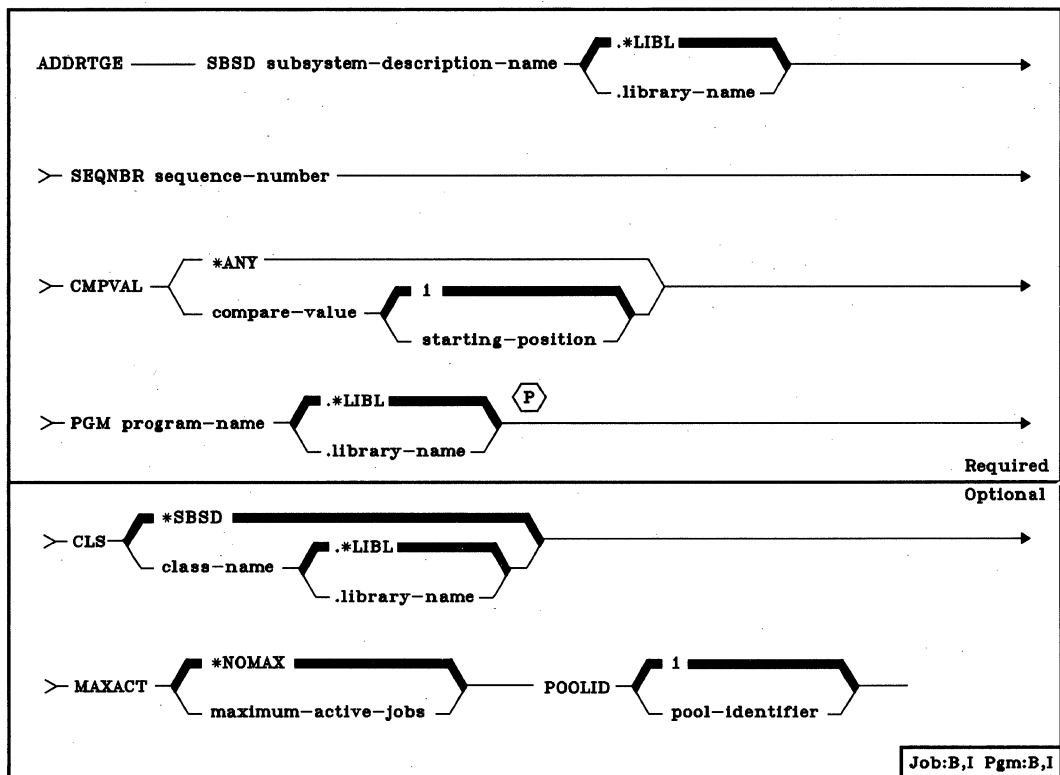 .*LIBL
ADDRTGE SBSD subsystem-description-name
.library-name
SEQNBR sequence-number
*ANY
CMPVAL
1
compare-value
starting-position
P
.*LIBL
PGM program-name
.library-name
Required
Optional
*SBSD
CLS
.*LIBL
class-name
.library-name
*NOMAX 1
MAXACT POOLID
maximum-active-jobs pool-identifier
Job:B,I Pgm:B,I